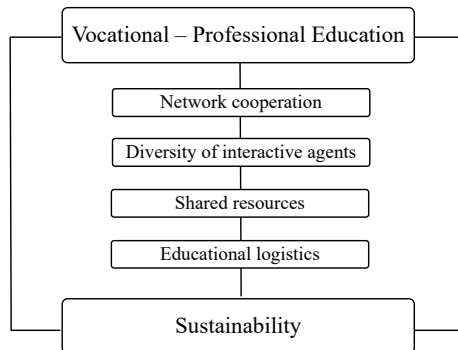 Vocational – Professional Education
Network cooperation
Diversity of interactive agents
Shared resources
Educational logistics
Sustainability